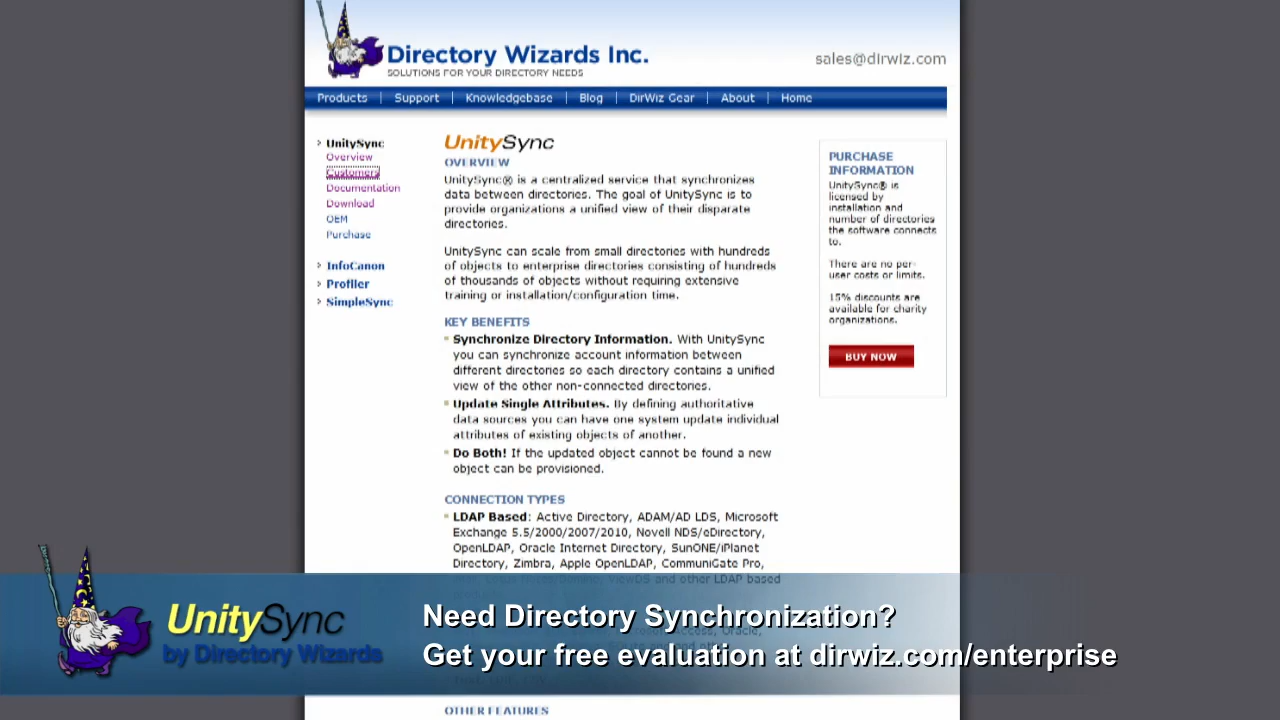 Directory Wizards Inc.
SOLUTIONS FOR YOUR DIRECTORY NEEDS
sales@dirwiz.com
Products | Support | Knowledgebase | Blog | DirWiz Gear | About | Home
UnitySync
Overview
Customers
Documentation
Download
OEM
Purchase
InfoCanon
Profiler
SimpleSync
UnitySync
OVERVIEW
UnitySync® is a centralized service that synchronizes
data between directories. The goal of UnitySync is to
provide organizations a unified view of their disparate
directories.
UnitySync can scale from small directories with hundreds
of objects to enterprise directories consisting of hundreds
of thousands of objects without requiring extensive
training or installation/configuration time.
KEY BENEFITS
Synchronize Directory Information. With UnitySync
you can synchronize account information between
different directories so each directory contains a unified
view of the other non-connected directories.
Update Single Attributes. By defining authoritative
data sources you can have one system update individual
attributes of existing objects of another.
Do Both! If the updated object cannot be found a new
object can be provisioned.
CONNECTION TYPES
LDAP Based: Active Directory, ADAM/AD LDS, Microsoft
Exchange 5.5/2000/2007/2010, Novell NDS/eDirectory,
OpenLDAP, Oracle Internet Directory, SunONE/iPlanet
Directory, Zimbra, Apple OpenLDAP, CommuniGate Pro,
Lotus Notes/Domino, ViewDS and other LDAP based
Access, Oracle,
OTHER FEATURES
PURCHASE
INFORMATION
UnitySync® is
licensed by
installation and
number of directories
the software connects
to.
There are no per-
user costs or limits.
15% discounts are
available for charity
organizations.
BUY NOW
UnitySync
by Directory Wizards
Need Directory Synchronization?
Get your free evaluation at dirwiz.com/enterprise